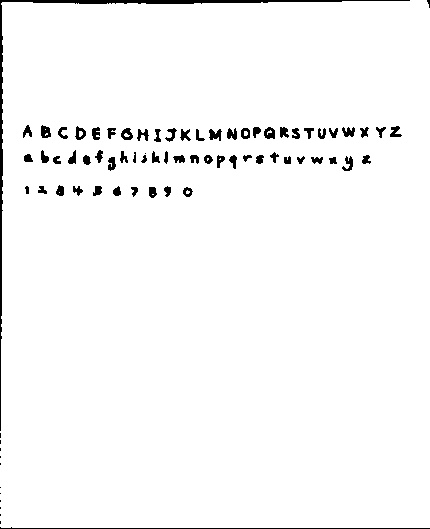 A B C D E F G H I J K L M N O P Q R S T U V W X Y Z
a b c d e f g h i j k l m n o p q r s t u v w x y z
1 2 3 4 5 6 7 8 9 0